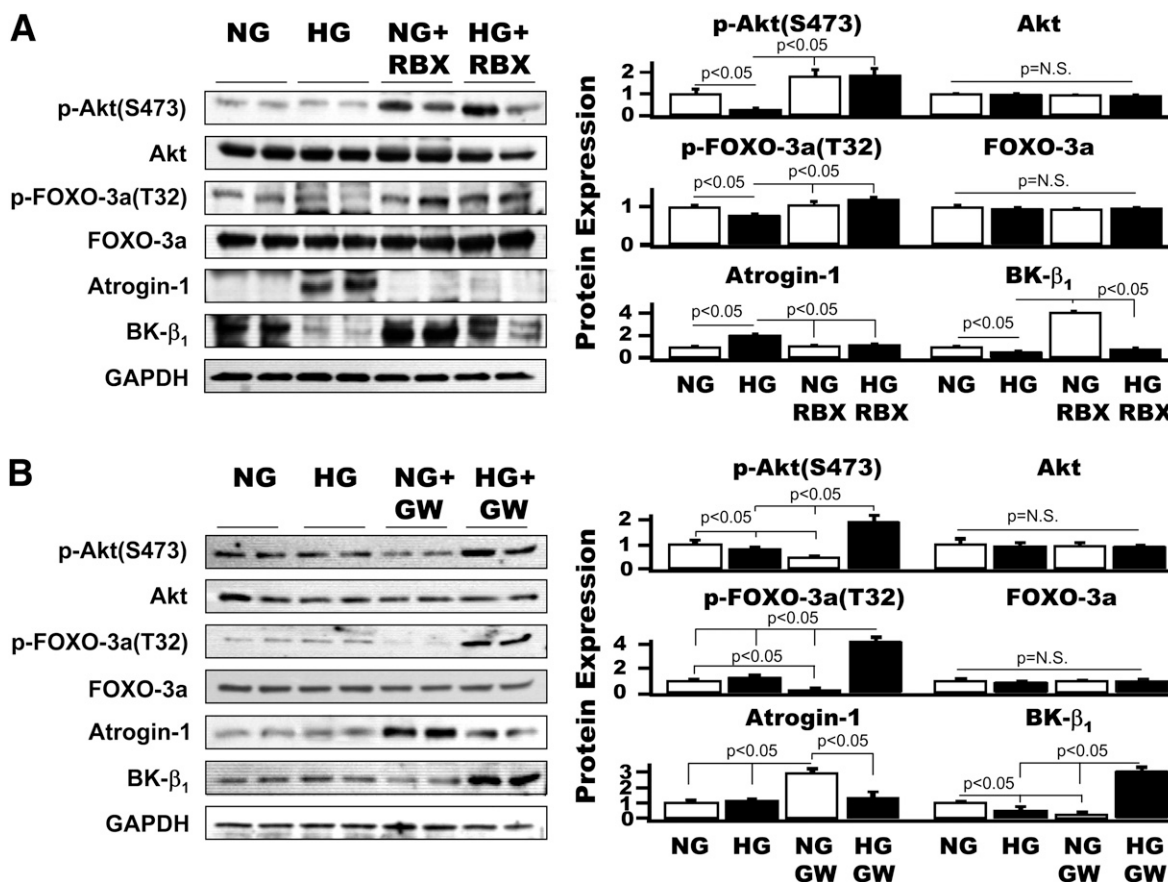 A
NG HG NG+ HG+
RBX RBX
p-Akt(S473)
Akt
p-FOXO-3a(T32)
FOXO-3a
Atrogin-1
BK-β1
GAPDH
Protein Expression
p-Akt(S473) Akt
p<0.05
p<0.05
p=N.S.
2
1
0
p-FOXO-3a(T32) FOXO-3a
p<0.05
p<0.05
p=N.S.
1
0
Atrogin-1 BK-β1
p<0.05
p<0.05
p<0.05
p<0.05
4
2
0
NG HG NG HG NG HG NG HG
RBX RBX RBX RBX
B
NG HG NG+ HG+
GW GW
p-Akt(S473)
Akt
p-FOXO-3a(T32)
FOXO-3a
Atrogin-1
BK-β1
GAPDH
Protein Expression
p-Akt(S473) Akt
p<0.05
p<0.05
p=N.S.
2
1
0
p-FOXO-3a(T32) FOXO-3a
p<0.05
p<0.05
p=N.S.
4
2
0
Atrogin-1 BK-β1
p<0.05
p<0.05
p<0.05
p<0.05
3
2
1
0
NG HG NG HG NG HG NG HG
GW GW GW GW